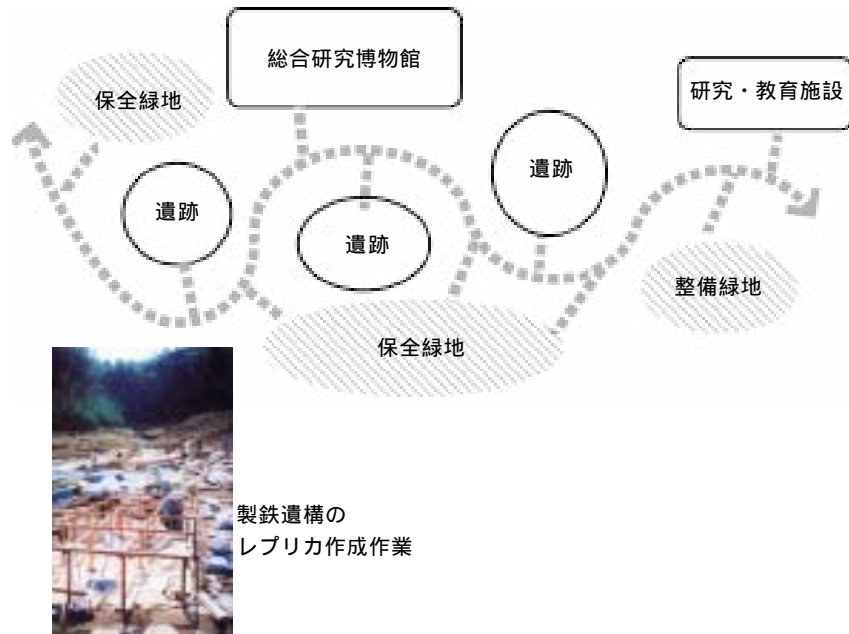 総合研究博物館
研究・教育施設
保全緑地
遺跡
遺跡
遺跡
整備緑地
保全緑地
製鉄遺構の
レプリカ作成作業